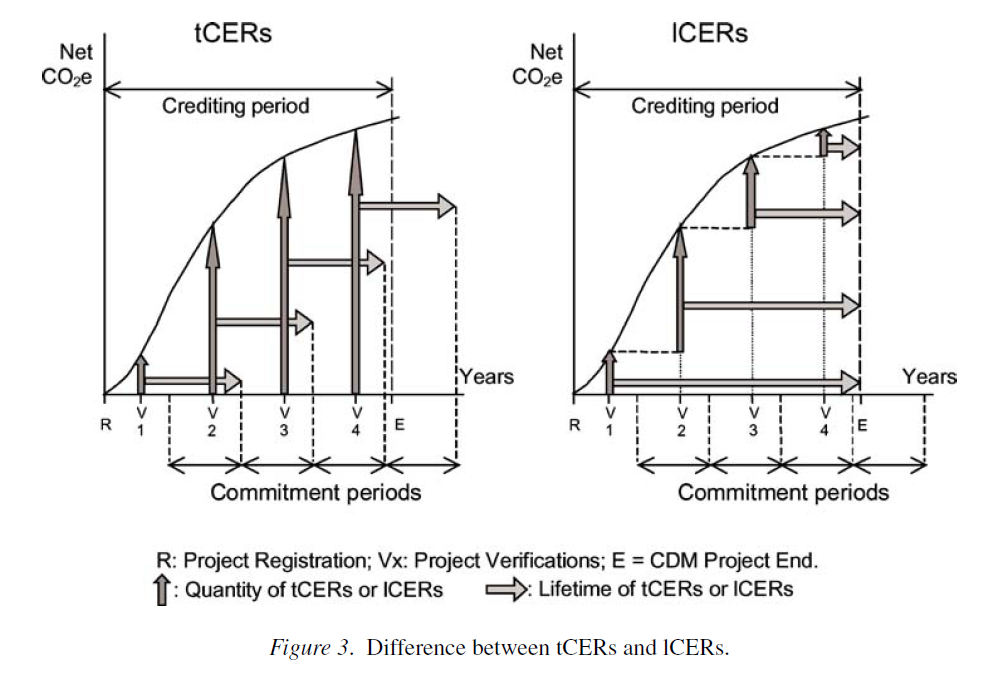 tCERs
Net
CO₂e
Crediting period
Years
R
V
1
V
2
V
3
V
4
E
Commitment periods
lCERs
Net
CO₂e
Crediting period
Years
R
V
1
V
2
V
3
V
4
E
Commitment periods
R: Project Registration; Vx: Project Verifications; E = CDM Project End.
: Quantity of tCERs or lCERs : Lifetime of tCERs or lCERs
Figure 3. Difference between tCERs and lCERs.